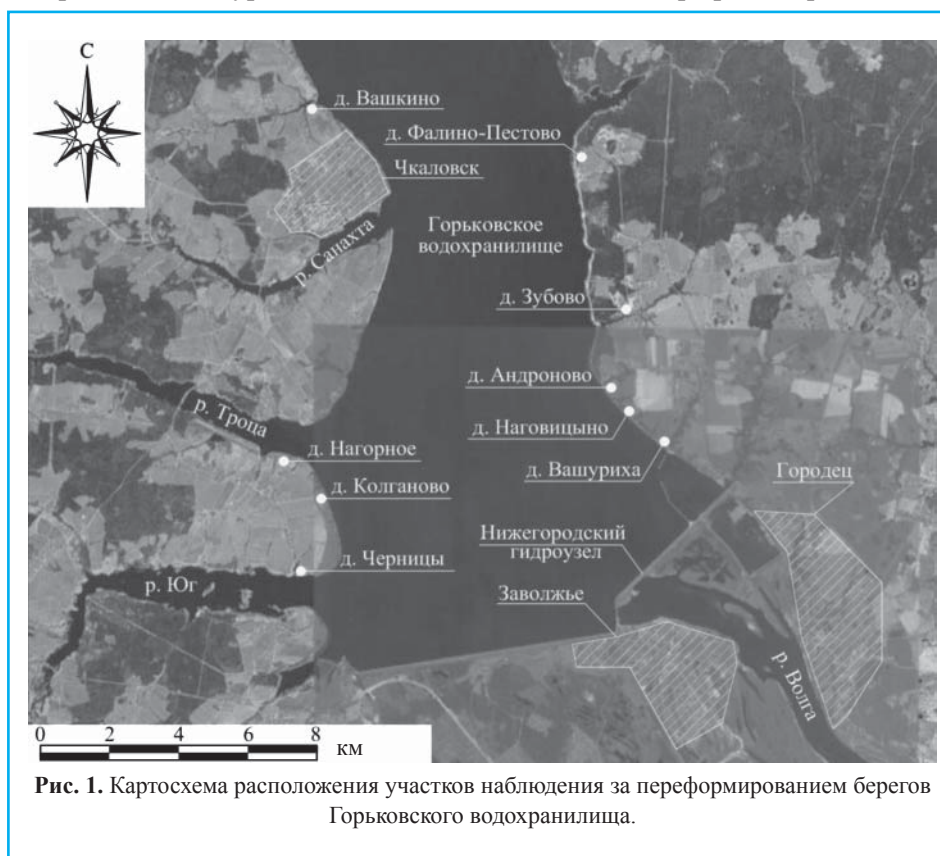 С
д. Вашкино
д. Фалино-Пестово
Чкаловск
Горьковское
водохранилище
р. Санахта
д. Зубово
д. Андроново
р. Троца
д. Наговицыно
д. Нагорное
д. Вашуриха
Городец
д. Колганово
Нижегородский
гидроузел
д. Черницы
р. Юг
Заволжье
р. Волга
0 2 4 6 8
км
Рис. 1. Картосхема расположения участков наблюдения за переформированием берегов
Горьковского водохранилища.